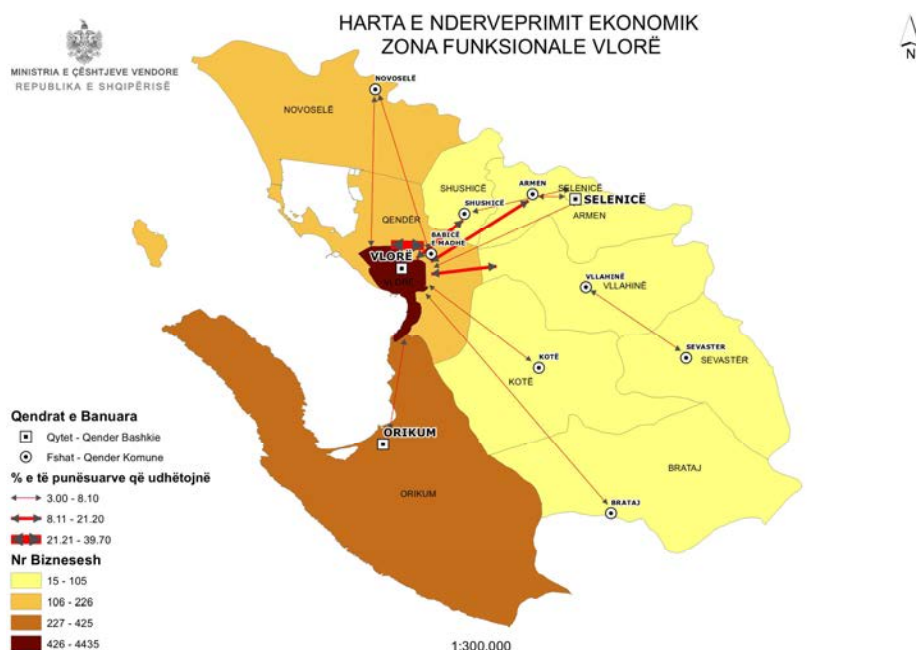 HARTA E NDERVEPRIMIT EKONOMIK
ZONA FUNKSIONALE VLORË
MINISTRIA E ÇËSHTJEVE VENDORE
REPUBLIKA E SHQIPËRISË
N
NOVOSELË
NOVOSELË
SHUSHICË
ARMEN
SELENICË
SELENICË
SHUSHICË
ARMEN
QENDËR
BABICË
E MADHE
VLORË
VLORË
VLLAHINË
VLLAHINË
SEVASTER
SEVASTËR
KOTË
KOTË
ORIKUM
ORIKUM
BRATAJ
BRATAJ
Qendrat e Banuara
Qytet - Qender Bashkie
Fshat - Qender Komune
% e të punësuarve që udhëtojnë
3.00 - 8.10
8.11 - 21.20
21.21 - 39.70
Nr Biznesesh
15 - 105
106 - 226
227 - 425
426 - 4435
1:300,000